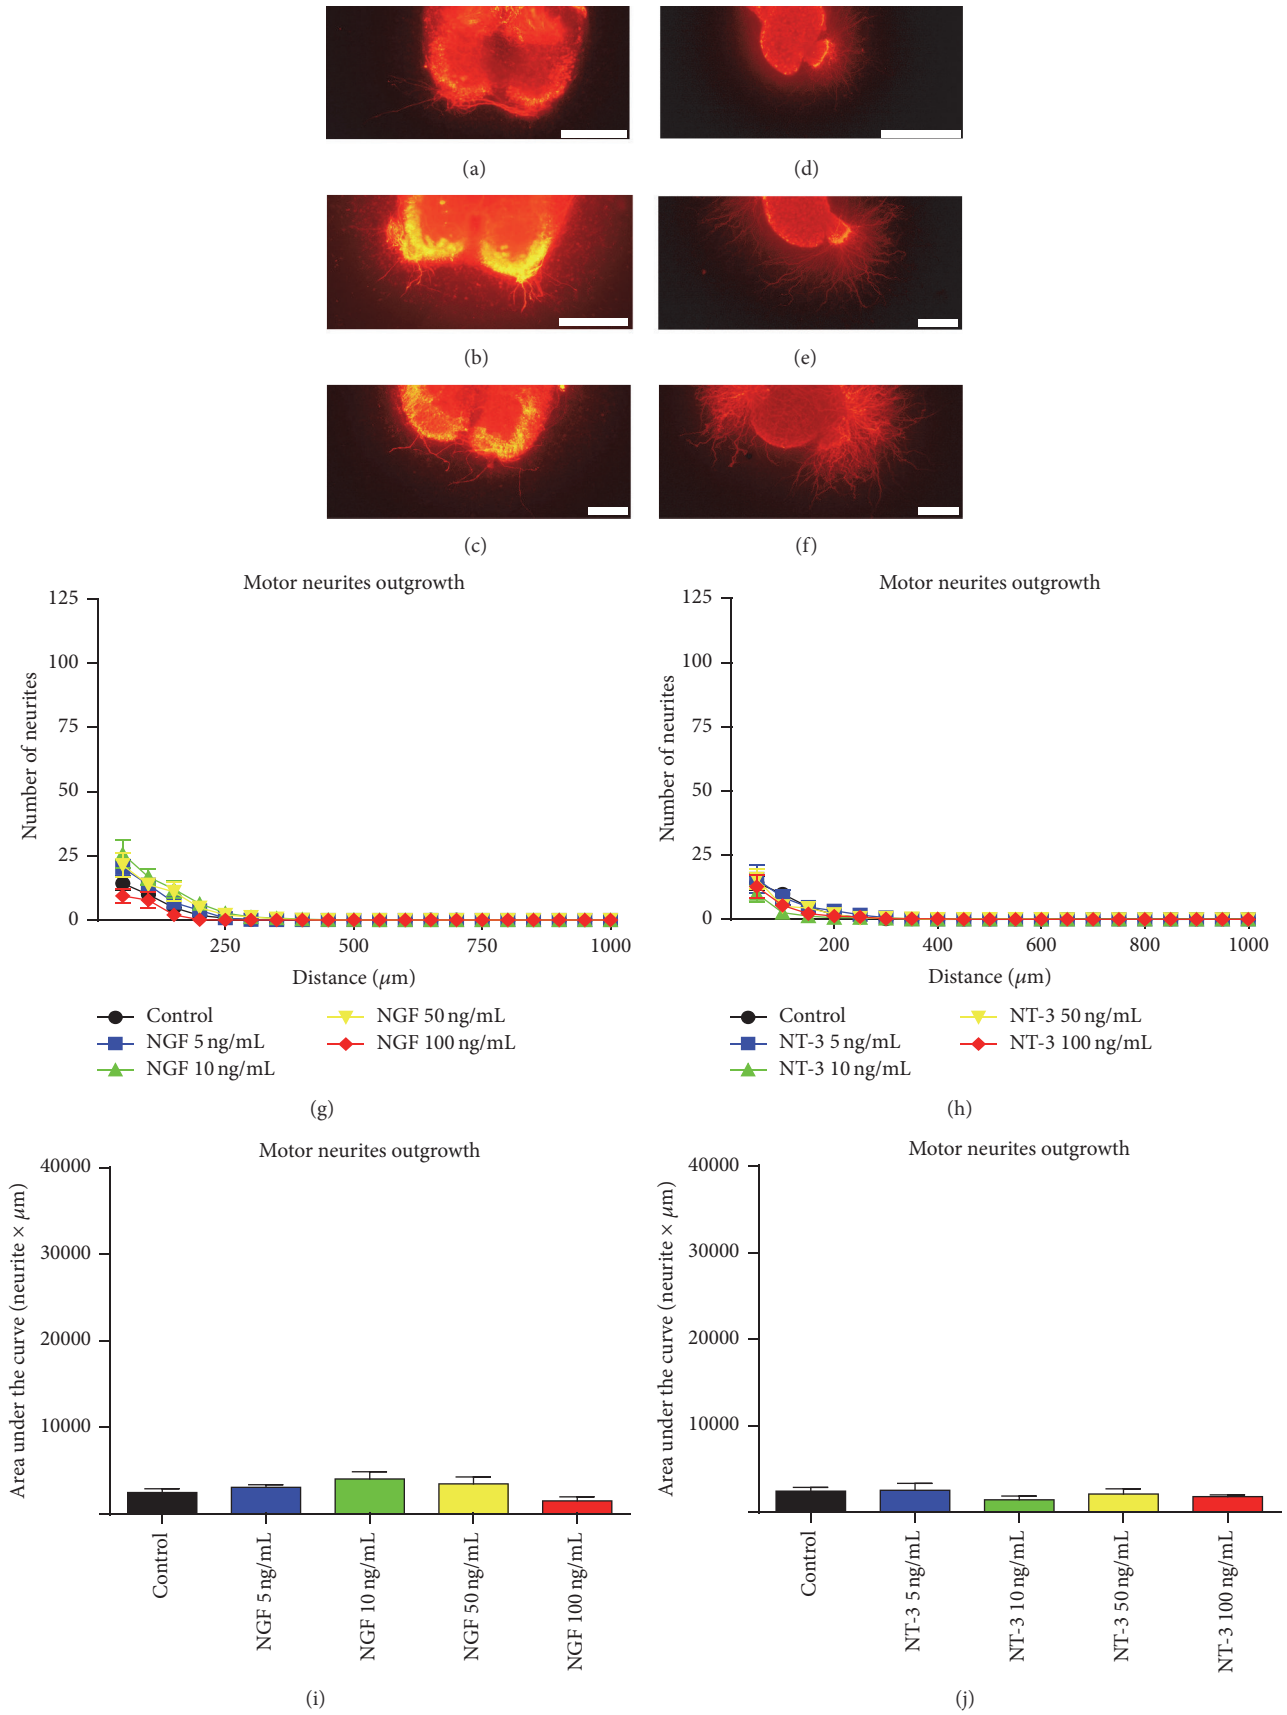 (a)
(d)
(b)
(e)
(c)
(f)
Motor neurites outgrowth
125
100
75
50
25
0
Number of neurites
250
500
750
1000
Distance (μm)
Control
NGF 5 ng/mL
NGF 10 ng/mL
NGF 50 ng/mL
NGF 100 ng/mL
(g)
Motor neurites outgrowth
125
100
75
50
25
0
Number of neurites
200
400
600
800
1000
Distance (μm)
Control
NT-3 5 ng/mL
NT-3 10 ng/mL
NT-3 50 ng/mL
NT-3 100 ng/mL
(h)
Motor neurites outgrowth
40000
30000
20000
10000
Area under the curve (neurite × μm)
Control
NGF 5 ng/mL
NGF 10 ng/mL
NGF 50 ng/mL
NGF 100 ng/mL
(i)
Motor neurites outgrowth
40000
30000
20000
10000
Area under the curve (neurite × μm)
Control
NT-3 5 ng/mL
NT-3 10 ng/mL
NT-3 50 ng/mL
NT-3 100 ng/mL
(j)